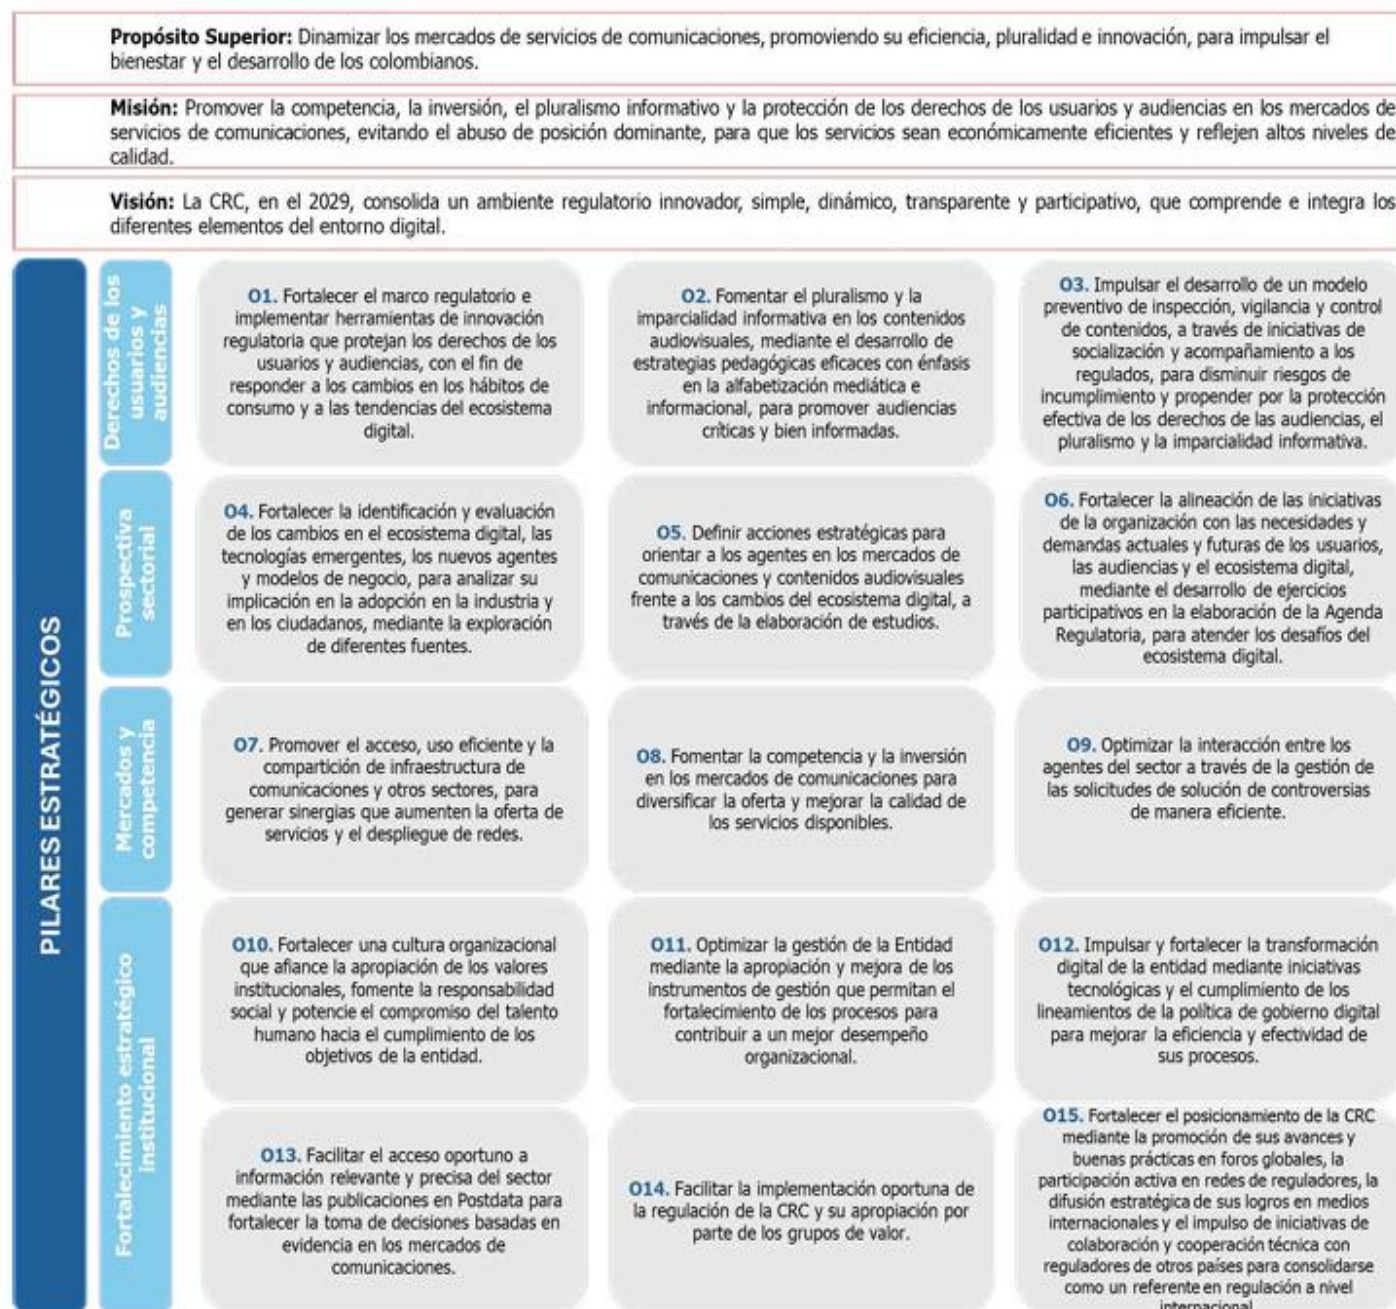 Propósito Superior: Dinamizar los mercados de servicios de comunicaciones, promoviendo su eficiencia, pluralidad e innovación, para impulsar el
bienestar y el desarrollo de los colombianos.
Misión: Promover la competencia, la inversión, el pluralismo informativo y la protección de los derechos de los usuarios y audiencias en los mercados de
servicios de comunicaciones, evitando el abuso de posición dominante, para que los servicios sean económicamente eficientes y reflejen altos niveles de
calidad.
Visión: La CRC, en el 2029, consolida un ambiente regulatorio innovador, simple, dinámico, transparente y participativo, que comprende e integra los
diferentes elementos del entorno digital.
PILARES ESTRATÉGICOS
Derechos de los
usuarios y
audiencias
O1. Fortalecer el marco regulatorio e
implementar herramientas de innovación
regulatoria que protejan los derechos de los
usuarios y audiencias, con el fin de
responder a los cambios en los hábitos de
consumo y a las tendencias del ecosistema
digital.
O2. Fomentar el pluralismo y la
imparcialidad informativa en los contenidos
audiovisuales, mediante el desarrollo de
estrategias pedagógicas eficaces con énfasis
en la alfabetización mediática e
informacional, para promover audiencias
críticas y bien informadas.
O3. Impulsar el desarrollo de un modelo
preventivo de inspección, vigilancia y control
de contenidos, a través de iniciativas de
socialización y acompañamiento a los
regulados, para disminuir riesgos de
incumplimiento y propender por la protección
efectiva de los derechos de las audiencias, el
pluralismo y la imparcialidad informativa.
Prospectiva
sectorial
O4. Fortalecer la identificación y evaluación
de los cambios en el ecosistema digital, las
tecnologías emergentes, los nuevos agentes
y modelos de negocio, para analizar su
implicación en la adopción en la industria y
en los ciudadanos, mediante la exploración
de diferentes fuentes.
O5. Definir acciones estratégicas para
orientar a los agentes en los mercados de
comunicaciones y contenidos audiovisuales
frente a los cambios del ecosistema digital, a
través de la elaboración de estudios.
O6. Fortalecer la alineación de las iniciativas
de la organización con las necesidades y
demandas actuales y futuras de los usuarios,
las audiencias y el ecosistema digital,
mediante el desarrollo de ejercicios
participativos en la elaboración de la Agenda
Regulatoria, para atender los desafíos del
ecosistema digital.
Mercados y
competencia
O7. Promover el acceso, uso eficiente y la
compartición de infraestructura de
comunicaciones y otros sectores, para
generar sinergias que aumenten la oferta de
servicios y el despliegue de redes.
O8. Fomentar la competencia y la inversión
en los mercados de comunicaciones para
diversificar la oferta y mejorar la calidad de
los servicios disponibles.
O9. Optimizar la interacción entre los
agentes del sector a través de la gestión de
las solicitudes de solución de controversias
de manera eficiente.
Fortalecimiento estratégico
institucional
O10. Fortalecer una cultura organizacional
que afiance la apropiación de los valores
institucionales, fomente la responsabilidad
social y potencie el compromiso del talento
humano hacia el cumplimiento de los
objetivos de la entidad.
O11. Optimizar la gestión de la Entidad
mediante la apropiación y mejora de los
instrumentos de gestión que permitan el
fortalecimiento de los procesos para
contribuir a un mejor desempeño
organizacional.
O12. Impulsar y fortalecer la transformación
digital de la entidad mediante iniciativas
tecnológicas y el cumplimiento de los
lineamientos de la política de gobierno digital
para mejorar la eficiencia y efectividad de
sus procesos.
O13. Facilitar el acceso oportuno a
información relevante y precisa del sector
mediante las publicaciones en Postdata para
fortalecer la toma de decisiones basadas en
evidencia en los mercados de
comunicaciones.
O14. Facilitar la implementación oportuna de
la regulación de la CRC y su apropiación por
parte de los grupos de valor.
O15. Fortalecer el posicionamiento de la CRC
mediante la promoción de sus avances y
buenas prácticas en foros globales, la
participación activa en redes de reguladores, la
difusión estratégica de sus logros en medios
internacionales y el impulso de iniciativas de
colaboración y cooperación técnica con
reguladores de otros países para consolidarse
como un referente en regulación a nivel
internacional.